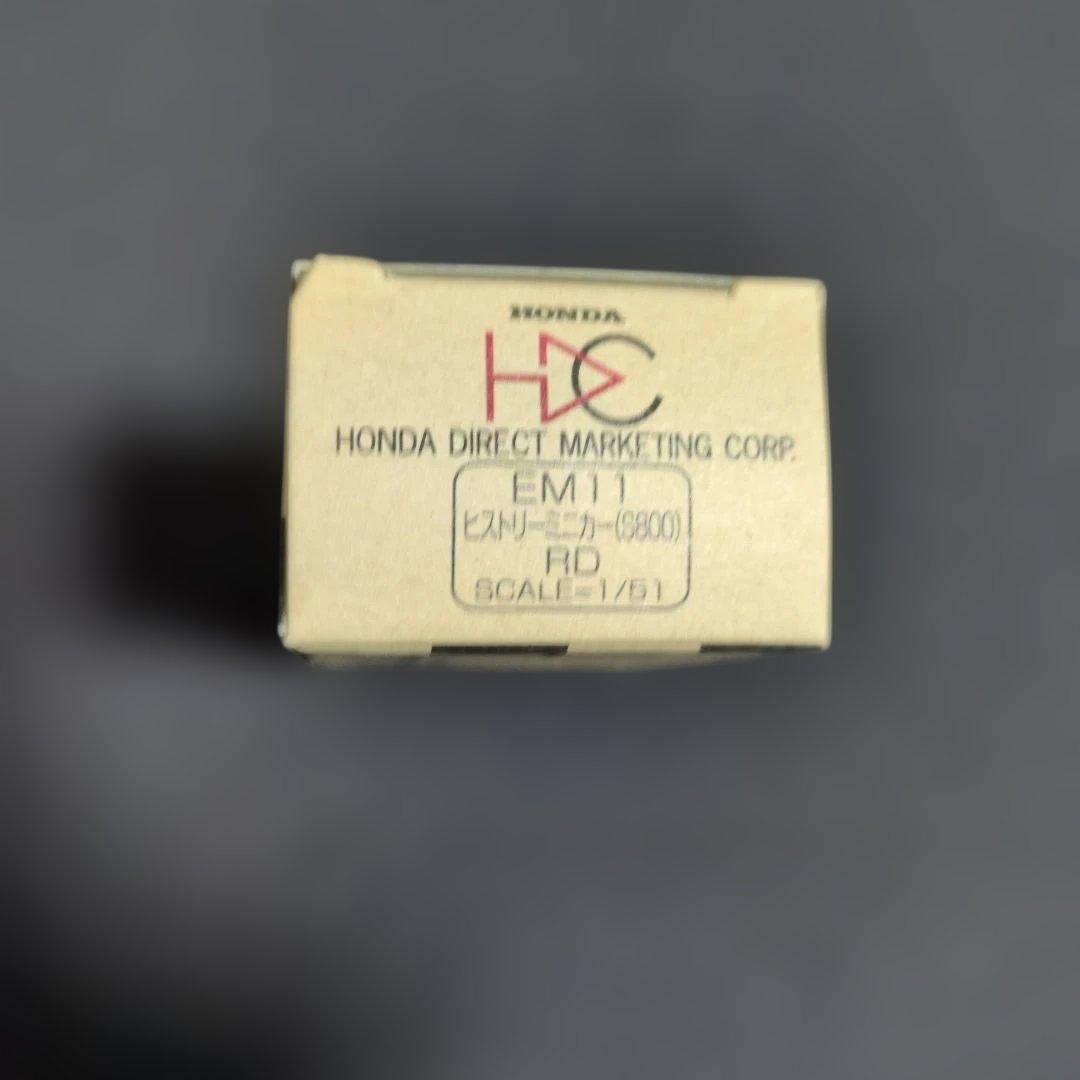 HONDA
HDC
HONDA DIRECT MARKETING CORP.
EM11
ヒストリーミニカー(S800)
RD
SCALE=1/51